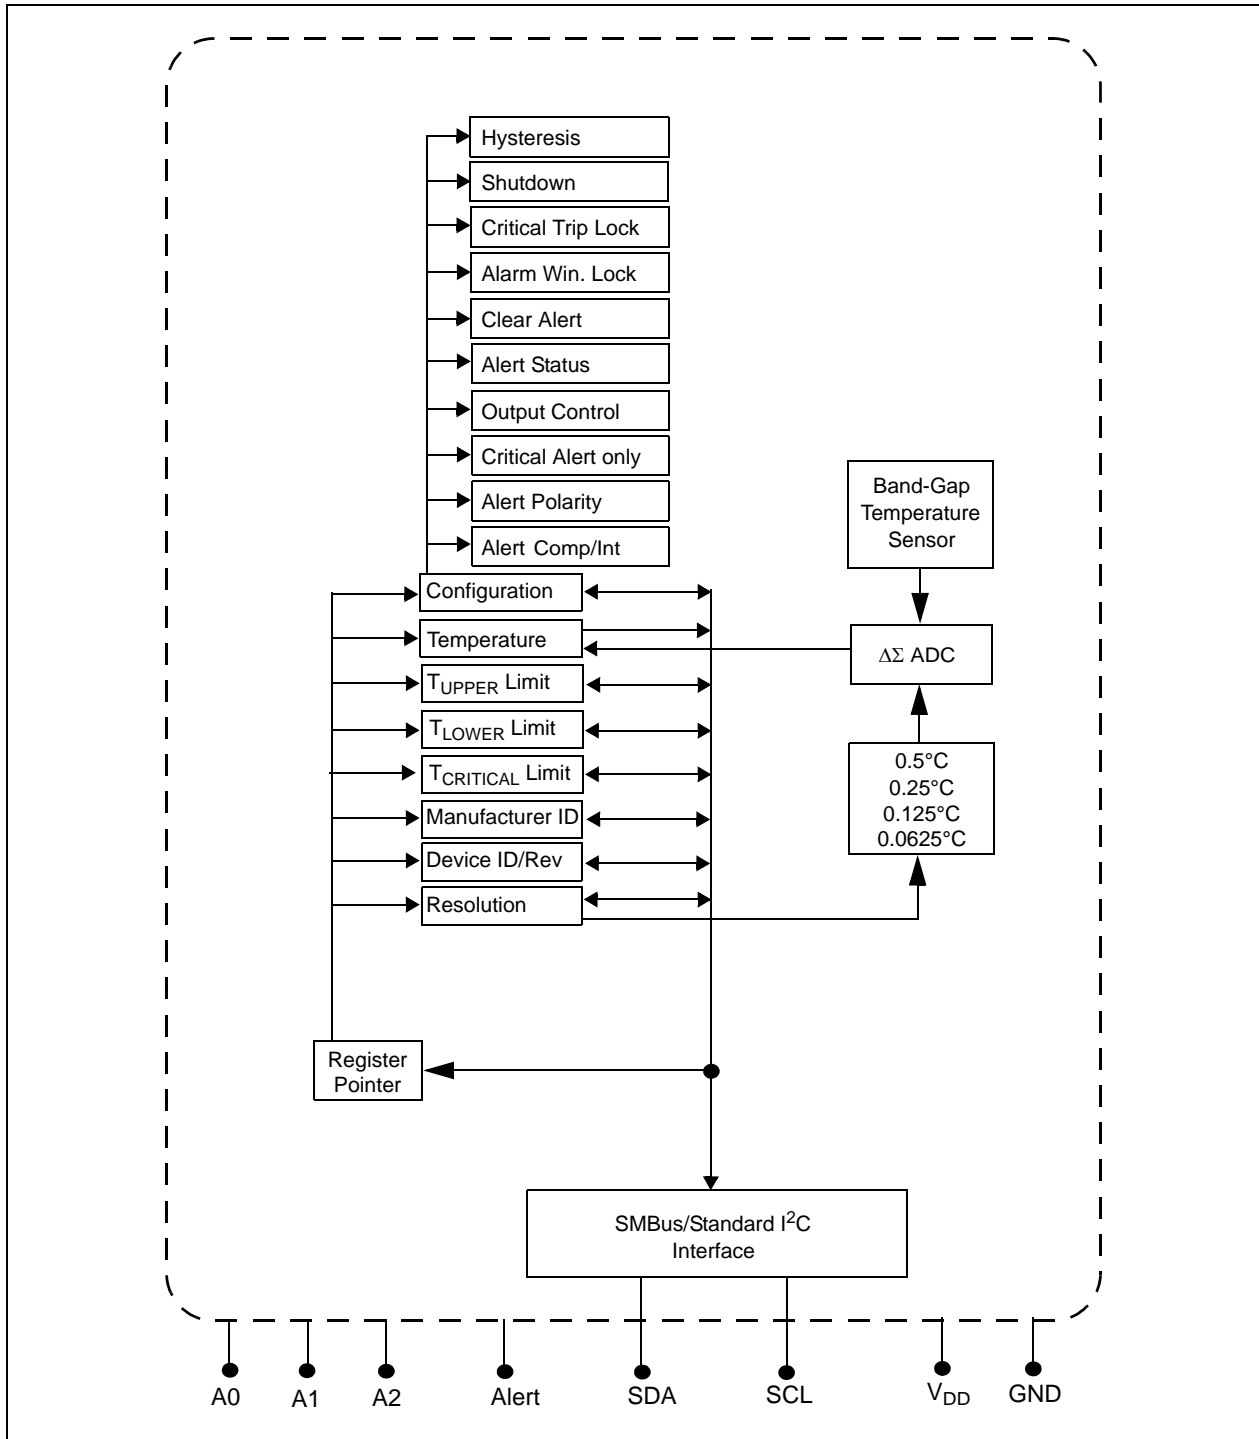 Hysteresis
Shutdown
Critical Trip Lock
Alarm Win. Lock
Clear Alert
Alert Status
Output Control
Critical Alert only
Alert Polarity
Alert Comp/Int
Configuration
Temperature
TUPPER Limit
TLOWER Limit
TCRITICAL Limit
Manufacturer ID
Device ID/Rev
Resolution
Band-Gap
Temperature
Sensor
ΔΣ ADC
0.5°C
0.25°C
0.125°C
0.0625°C
Register
Pointer
SMBus/Standard I²C
Interface
A0
A1
A2
Alert
SDA
SCL
VDD
GND